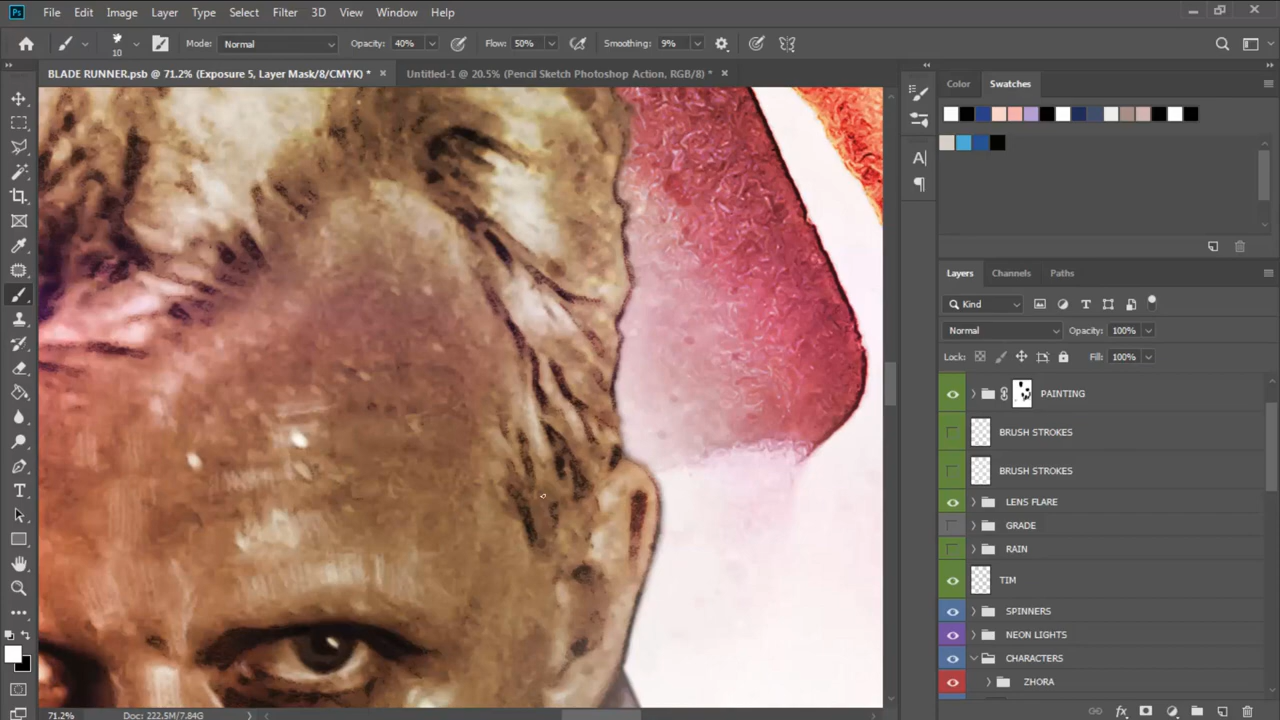 Ps File Edit Image Layer Type Select Filter 3D View Window Help
10 Mode: Normal Opacity: 40% Flow: 50% Smoothing: 9%
BLADE RUNNER.psb @ 71.2% (Exposure 5, Layer Mask/8/CMYK) * × Untitled-1 @ 20.5% (Pencil Sketch Photoshop Action, RGB/8) * ×
Color Swatches
Layers Channels Paths
Kind
Normal Opacity: 100%
Lock: Fill: 100%
PAINTING
BRUSH STROKES
BRUSH STROKES
LENS FLARE
GRADE
RAIN
TIM
SPINNERS
NEON LIGHTS
CHARACTERS
ZHORA
71.2% Doc: 222.5M/7.84G